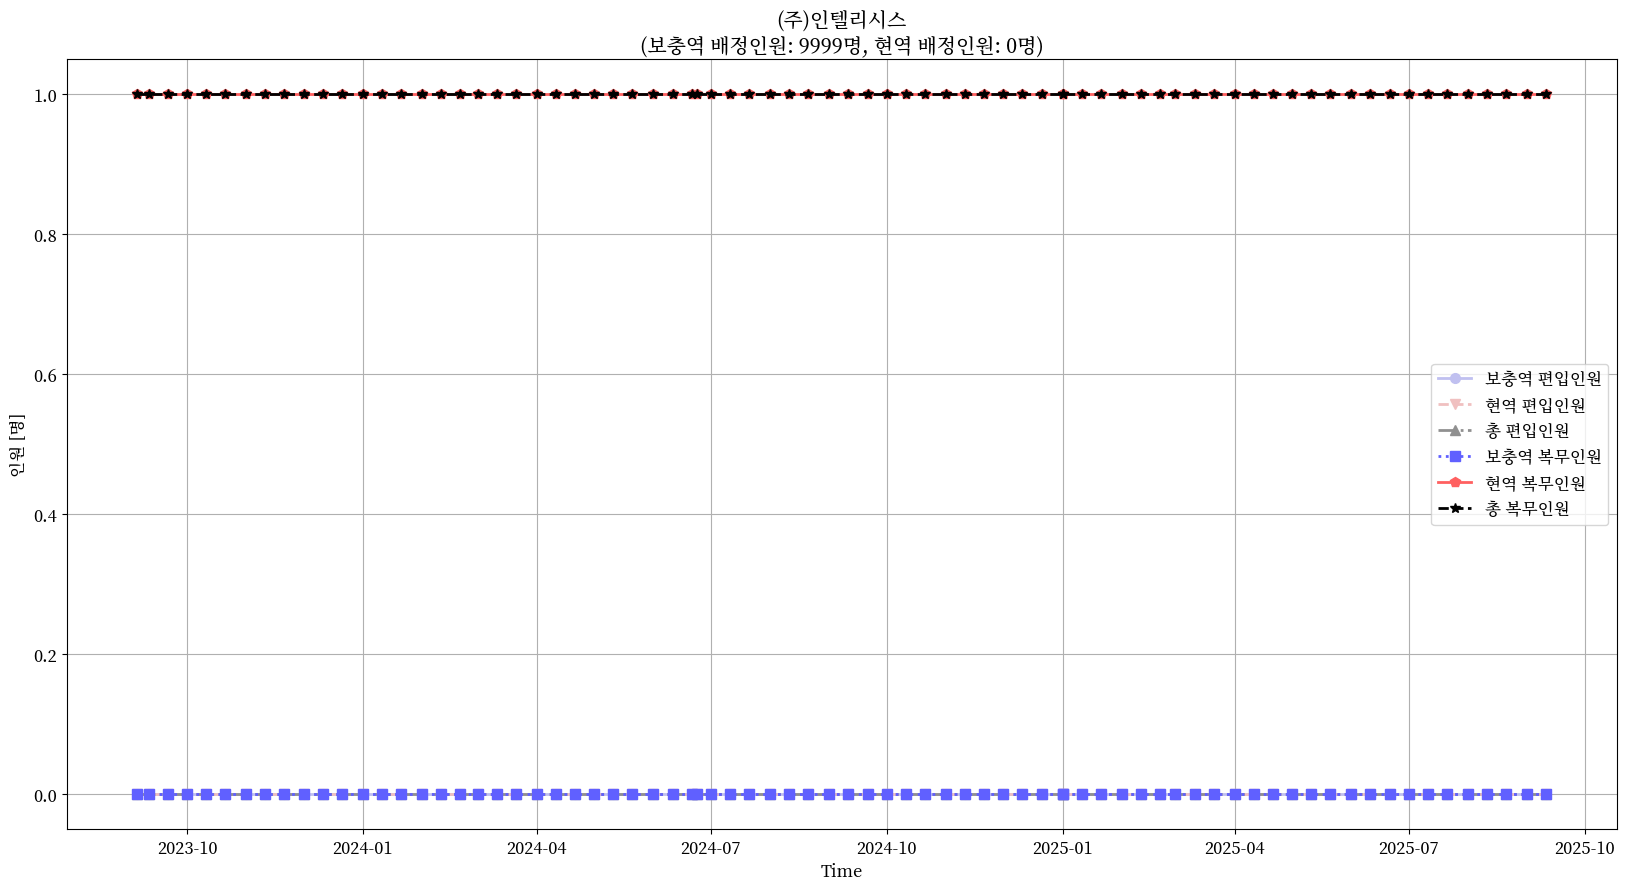 (주)인텔리시스
(보충역 배정인원: 9999명, 현역 배정인원: 0명)
1.0
0.8
0.6
0.4
0.2
0.0
인원 [명]
보충역 편입인원
현역 편입인원
총 편입인원
보충역 복무인원
현역 복무인원
총 복무인원
2023-10
2024-01
2024-04
2024-07
2024-10
2025-01
2025-04
2025-07
2025-10
Time